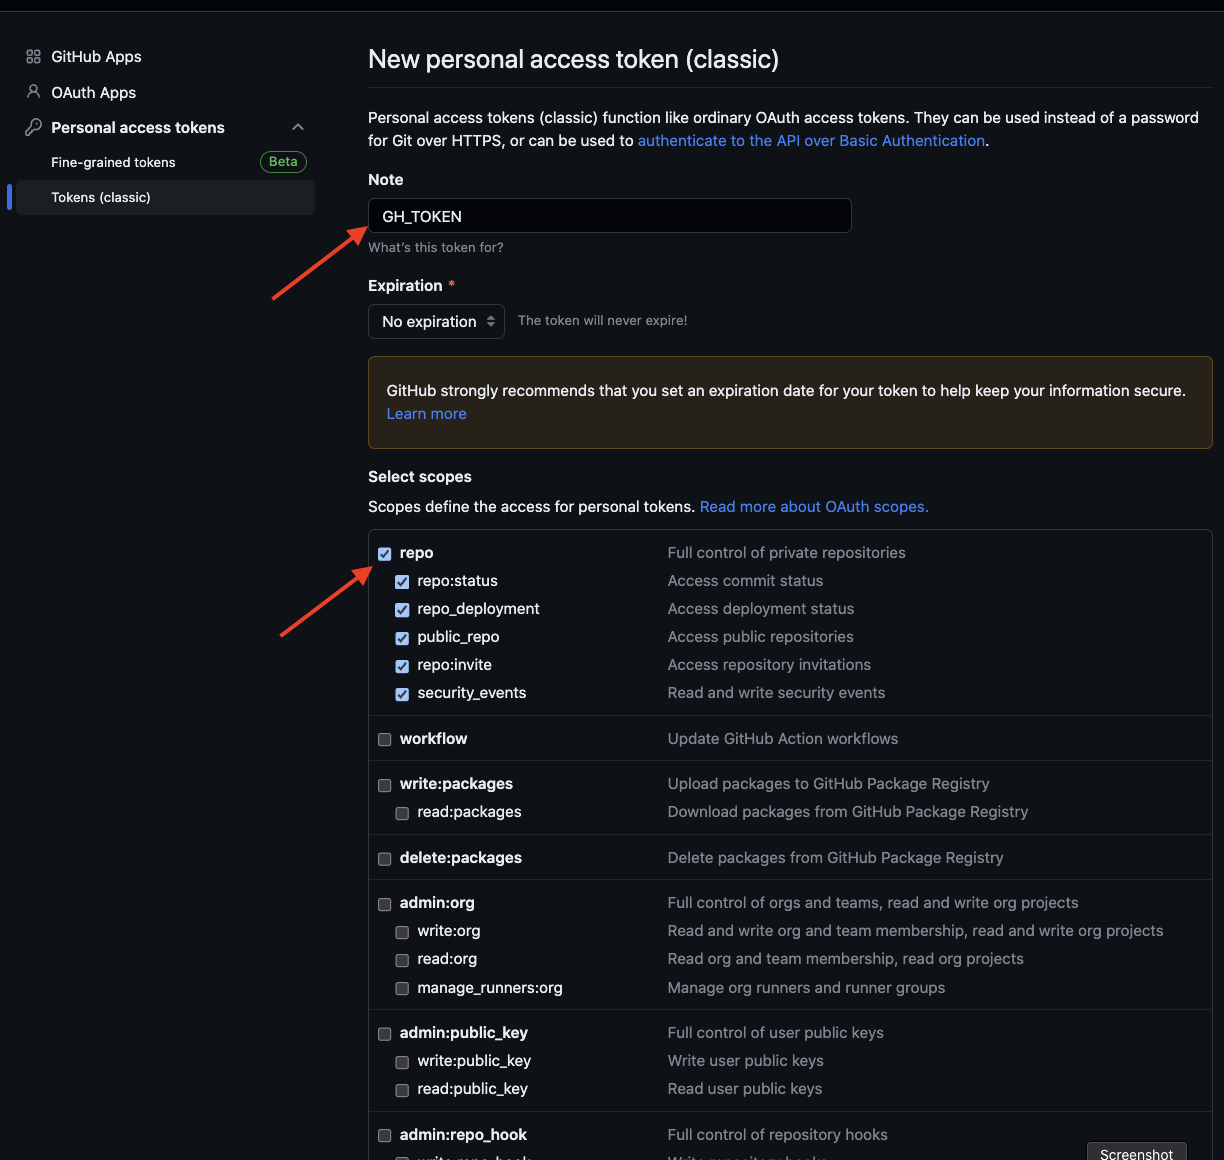 GitHub Apps
OAuth Apps
Personal access tokens
Fine-grained tokens
Beta
Tokens (classic)
New personal access token (classic)
Personal access tokens (classic) function like ordinary OAuth access tokens. They can be used instead of a password
for Git over HTTPS, or can be used to authenticate to the API over Basic Authentication.
Note
GH_TOKEN
What's this token for?
Expiration *
No expiration The token will never expire!
GitHub strongly recommends that you set an expiration date for your token to help keep your information secure.
Learn more
Select scopes
Scopes define the access for personal tokens. Read more about OAuth scopes.
repo Full control of private repositories
repo:status Access commit status
repo_deployment Access deployment status
public_repo Access public repositories
repo:invite Access repository invitations
security_events Read and write security events
workflow Update GitHub Action workflows
write:packages Upload packages to GitHub Package Registry
read:packages Download packages from GitHub Package Registry
delete:packages Delete packages from GitHub Package Registry
admin:org Full control of orgs and teams, read and write org projects
write:org Read and write org and team membership, read and write org projects
read:org Read org and team membership, read org projects
manage_runners:org Manage org runners and runner groups
admin:public_key Full control of user public keys
write:public_key Write user public keys
read:public_key Read user public keys
admin:repo_hook Full control of repository hooks
Screenshot